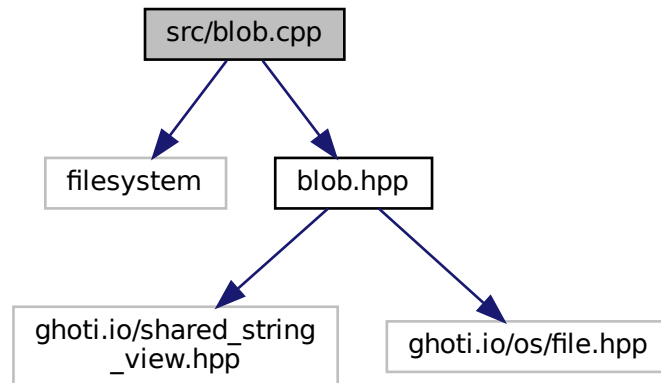 src/blob.cpp
filesystem
blob.hpp
ghoti.io/shared_string
_view.hpp
ghoti.io/os/file.hpp